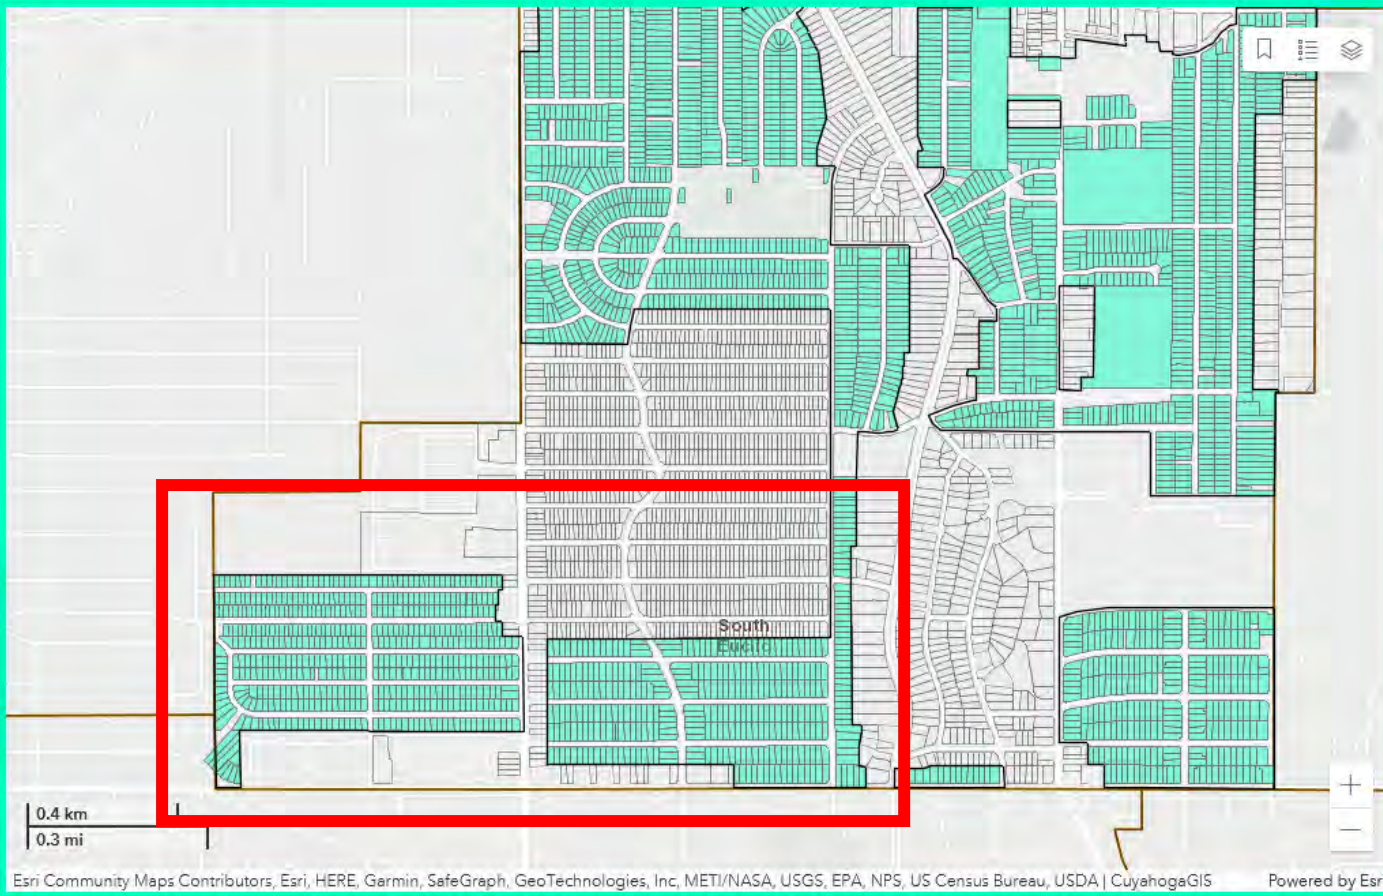 South
Euclid
0.4 km
0.3 mi
Esri Community Maps Contributors, Esri, HERE, Garmin, SafeGraph, GeoTechnologies, Inc, METI/NASA, USGS, EPA, NPS, US Census Bureau, USDA | CuyahogaGIS Powered by Esr